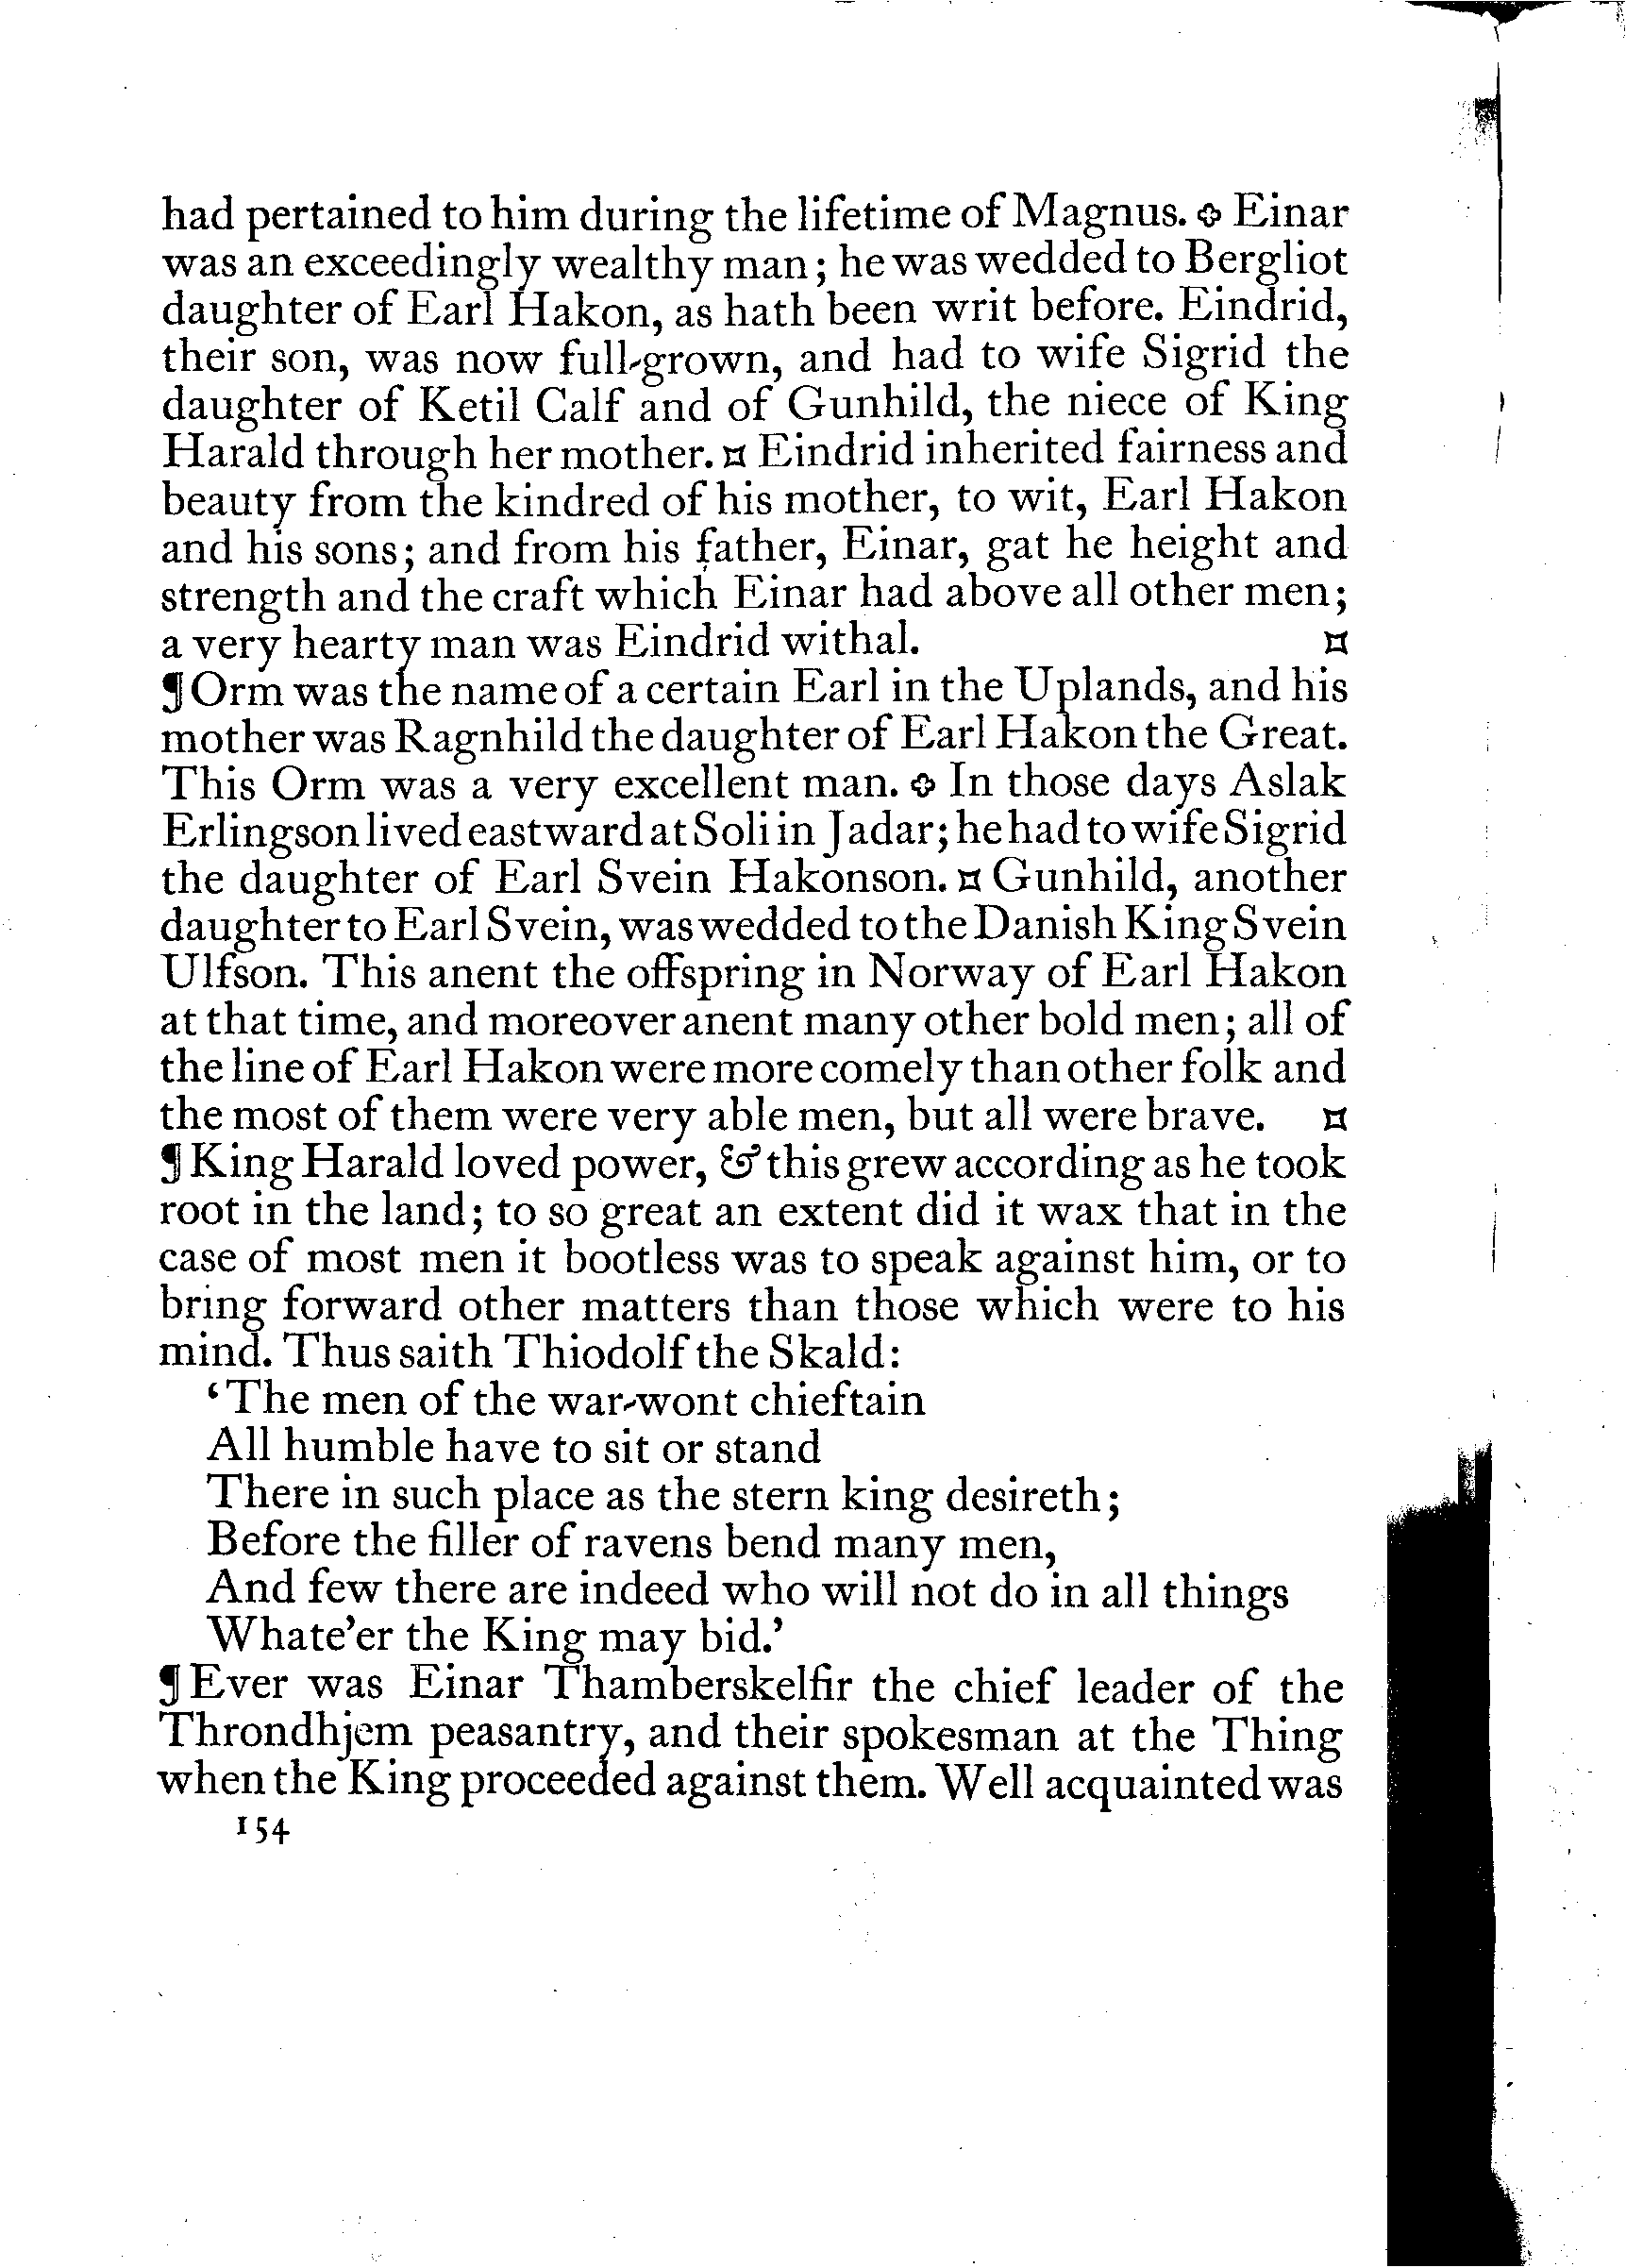 had pertained to him during the lifetime of Magnus. ✥ Einar
was an exceedingly wealthy man; he was wedded to Bergliot
daughter of Earl Hakon, as hath been writ before. Eindrid,
their son, was now full-grown, and had to wife Sigrid the
daughter of Ketil Calf and of Gunhild, the niece of King
Harald through her mother. ¤ Eindrid inherited fairness and
beauty from the kindred of his mother, to wit, Earl Hakon
and his sons; and from his father, Einar, gat he height and
strength and the craft which Einar had above all other men;
a very hearty man was Eindrid withal. ¤
¶ Orm was the name of a certain Earl in the Uplands, and his
mother was Ragnhild the daughter of Earl Hakon the Great.
This Orm was a very excellent man. ✥ In those days Aslak
Erlingson lived eastward at Soli in Jadar; he had to wife Sigrid
the daughter of Earl Svein Hakonson. ¤ Gunhild, another
daughter to Earl Svein, was wedded to the Danish King Svein
Ulfson. This anent the offspring in Norway of Earl Hakon
at that time, and moreover anent many other bold men; all of
the line of Earl Hakon were more comely than other folk and
the most of them were very able men, but all were brave. ¤
¶ King Harald loved power, & this grew according as he took
root in the land; to so great an extent did it wax that in the
case of most men it bootless was to speak against him, or to
bring forward other matters than those which were to his
mind. Thus saith Thiodolf the Skald:
‘The men of the war-wont chieftain
All humble have to sit or stand
There in such place as the stern king desireth;
Before the filler of ravens bend many men,
And few there are indeed who will not do in all things
Whate’er the King may bid.’
¶ Ever was Einar Thamberskelfir the chief leader of the
Throndhjem peasantry, and their spokesman at the Thing
when the King proceeded against them. Well acquainted was
154